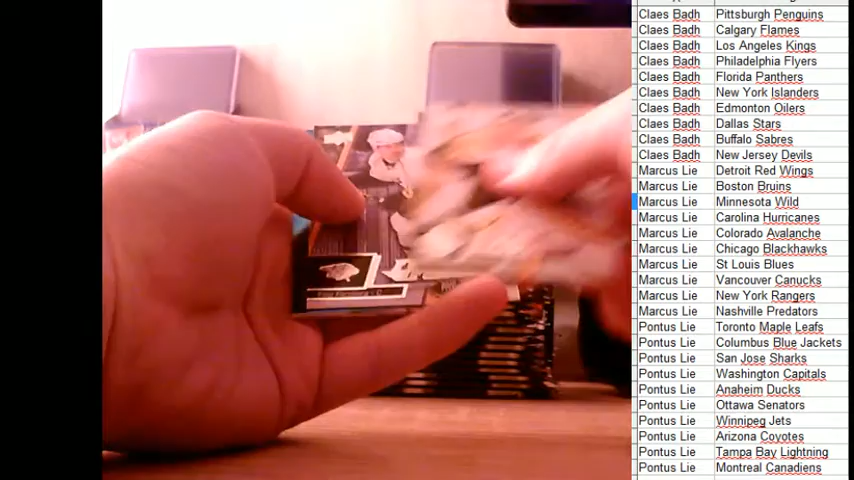 Claes Badh Pittsburgh Penguins
Claes Badh Calgary Flames
Claes Badh Los Angeles Kings
Claes Badh Philadelphia Flyers
Claes Badh Florida Panthers
Claes Badh New York Islanders
Claes Badh Edmonton Oilers
Claes Badh Dallas Stars
Claes Badh Buffalo Sabres
Claes Badh New Jersey Devils
Marcus Lie Detroit Red Wings
Marcus Lie Boston Bruins
Marcus Lie Minnesota Wild
Marcus Lie Carolina Hurricanes
Marcus Lie Colorado Avalanche
Marcus Lie Chicago Blackhawks
Marcus Lie St Louis Blues
Marcus Lie Vancouver Canucks
Marcus Lie New York Rangers
Marcus Lie Nashville Predators
Pontus Lie Toronto Maple Leafs
Pontus Lie Columbus Blue Jackets
Pontus Lie San Jose Sharks
Pontus Lie Washington Capitals
Pontus Lie Anaheim Ducks
Pontus Lie Ottawa Senators
Pontus Lie Winnipeg Jets
Pontus Lie Arizona Coyotes
Pontus Lie Tampa Bay Lightning
Pontus Lie Montreal Canadiens